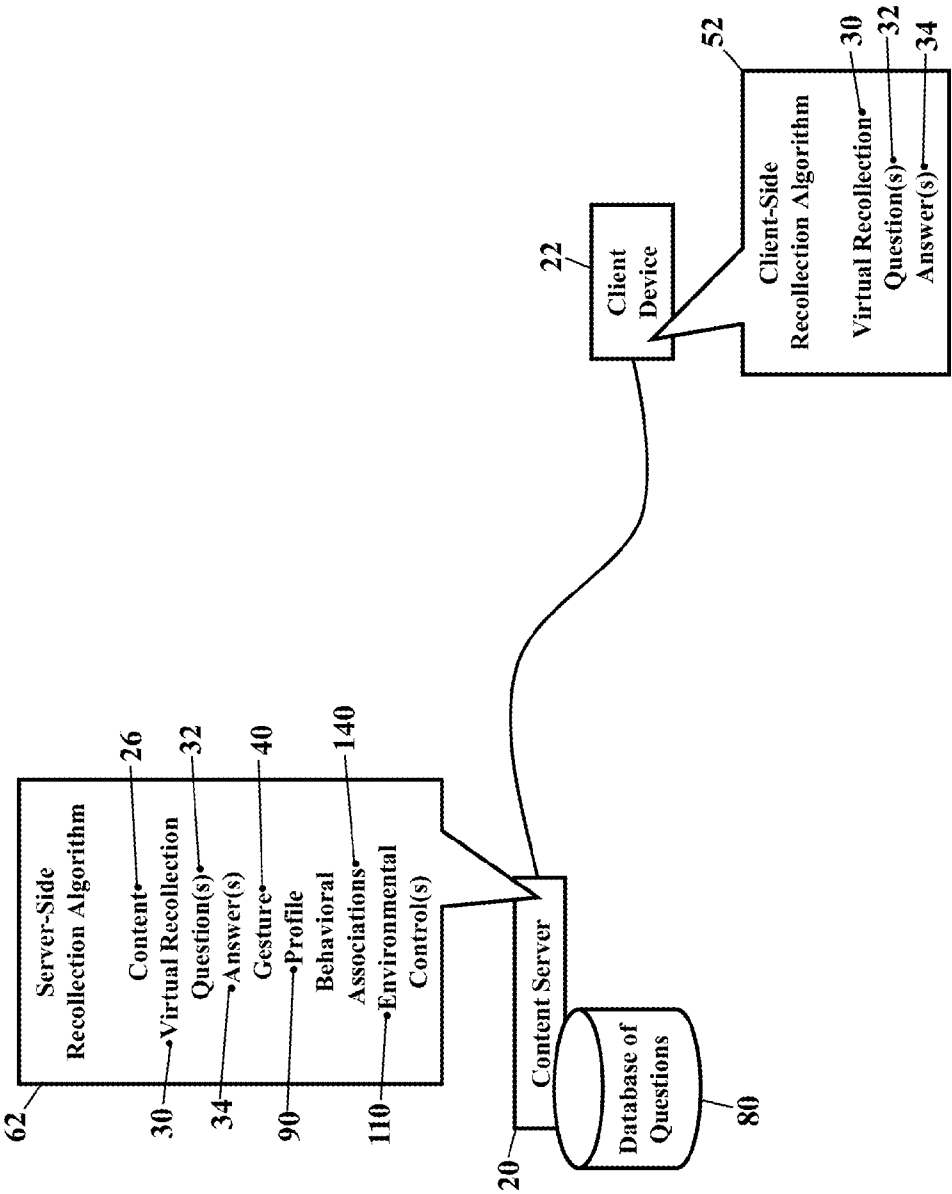 62
Server-Side
Recollection Algorithm
Content 26
30 Virtual Recollection
Question(s) 32
34 Answer(s)
Gesture 40
90 Profile
Behavioral
Associations 140
110 Environmental
Control(s)
20
Content Server
Database of
Questions
80
22
Client
Device
52
Client-Side
Recollection Algorithm
Virtual Recollection 30
Question(s) 32
Answer(s) 34